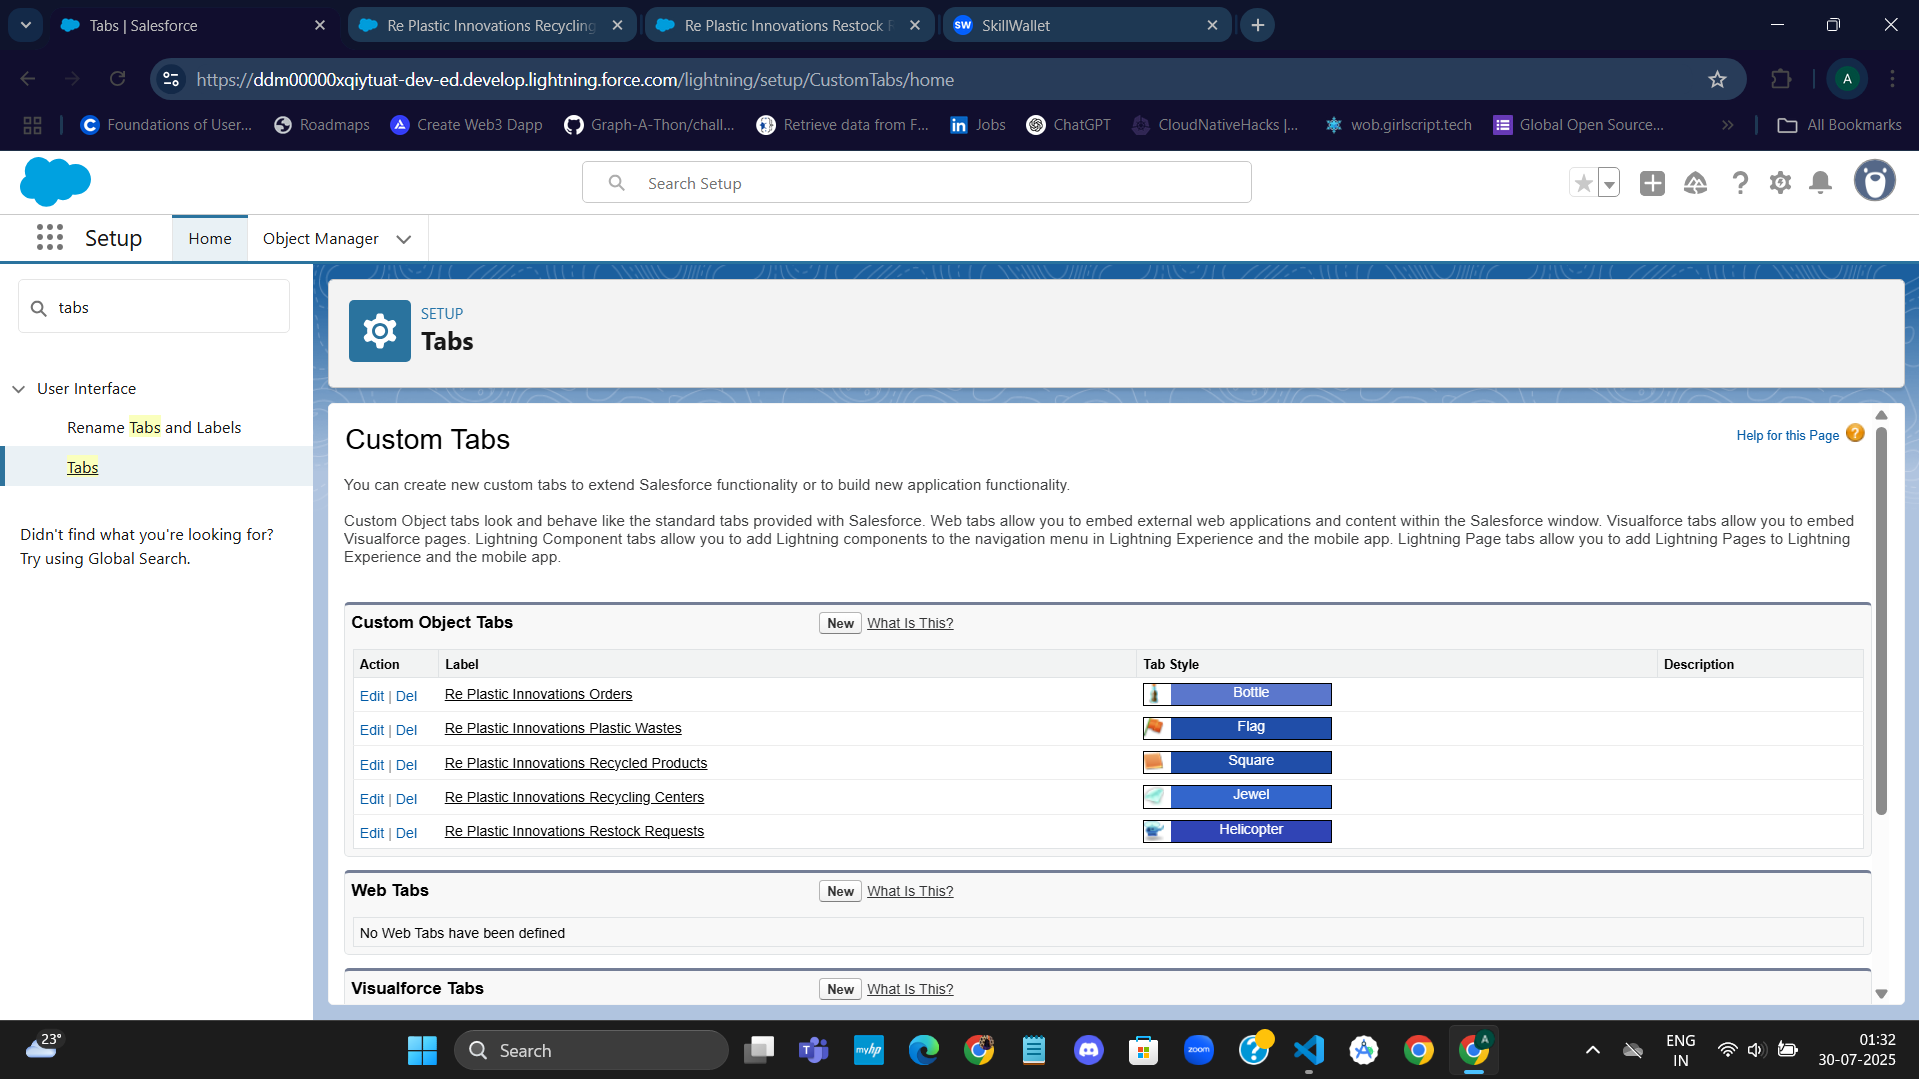 Tabs | Salesforce
Re Plastic Innovations Recycling
Re Plastic Innovations Restock R
SW SkillWallet
https://ddm00000xqiytuat-dev-ed.develop.lightning.force.com/lightning/setup/CustomTabs/home
A
Foundations of User...
Roadmaps
Create Web3 Dapp
Graph-A-Thon/chall...
Retrieve data from F...
Jobs
ChatGPT
CloudNativeHacks |...
wob.girlscript.tech
Global Open Source...
All Bookmarks
Search Setup
Setup
Home
Object Manager
tabs
User Interface
Rename Tabs and Labels
Tabs
Didn't find what you're looking for?
Try using Global Search.
SETUP
Tabs
Custom Tabs
Help for this Page
You can create new custom tabs to extend Salesforce functionality or to build new application functionality.
Custom Object tabs look and behave like the standard tabs provided with Salesforce. Web tabs allow you to embed external web applications and content within the Salesforce window. Visualforce tabs allow you to embed
Visualforce pages. Lightning Component tabs allow you to add Lightning components to the navigation menu in Lightning Experience and the mobile app. Lightning Page tabs allow you to add Lightning Pages to Lightning
Experience and the mobile app.
Custom Object Tabs New What Is This?
Action Label Tab Style Description
Edit | Del Re Plastic Innovations Orders Bottle
Edit | Del Re Plastic Innovations Plastic Wastes Flag
Edit | Del Re Plastic Innovations Recycled Products Square
Edit | Del Re Plastic Innovations Recycling Centers Jewel
Edit | Del Re Plastic Innovations Restock Requests Helicopter
Web Tabs New What Is This?
No Web Tabs have been defined
Visualforce Tabs New What Is This?
23°
Search
myhp
zoom
A
ENG
IN
01:32
30-07-2025